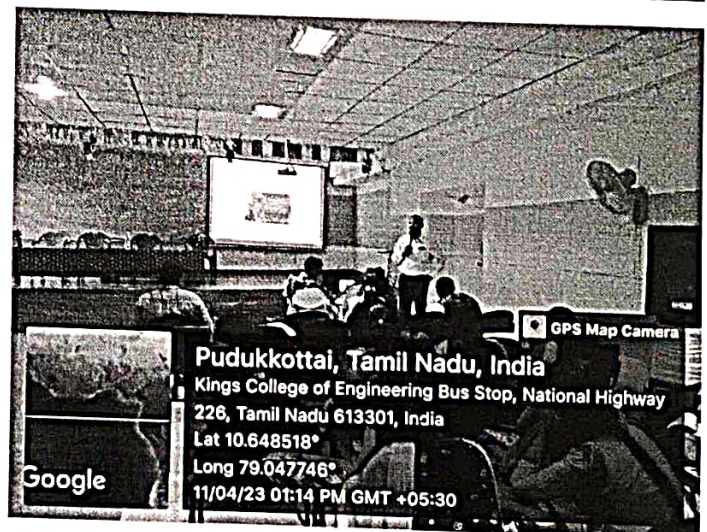 GPS Map Camera
Pudukkottai, Tamil Nadu, India
Kings College of Engineering Bus Stop, National Highway
226, Tamil Nadu 613301, India
Lat 10.648518°
Long 79.047746°
11/04/23 01:14 PM GMT +05:30
Google